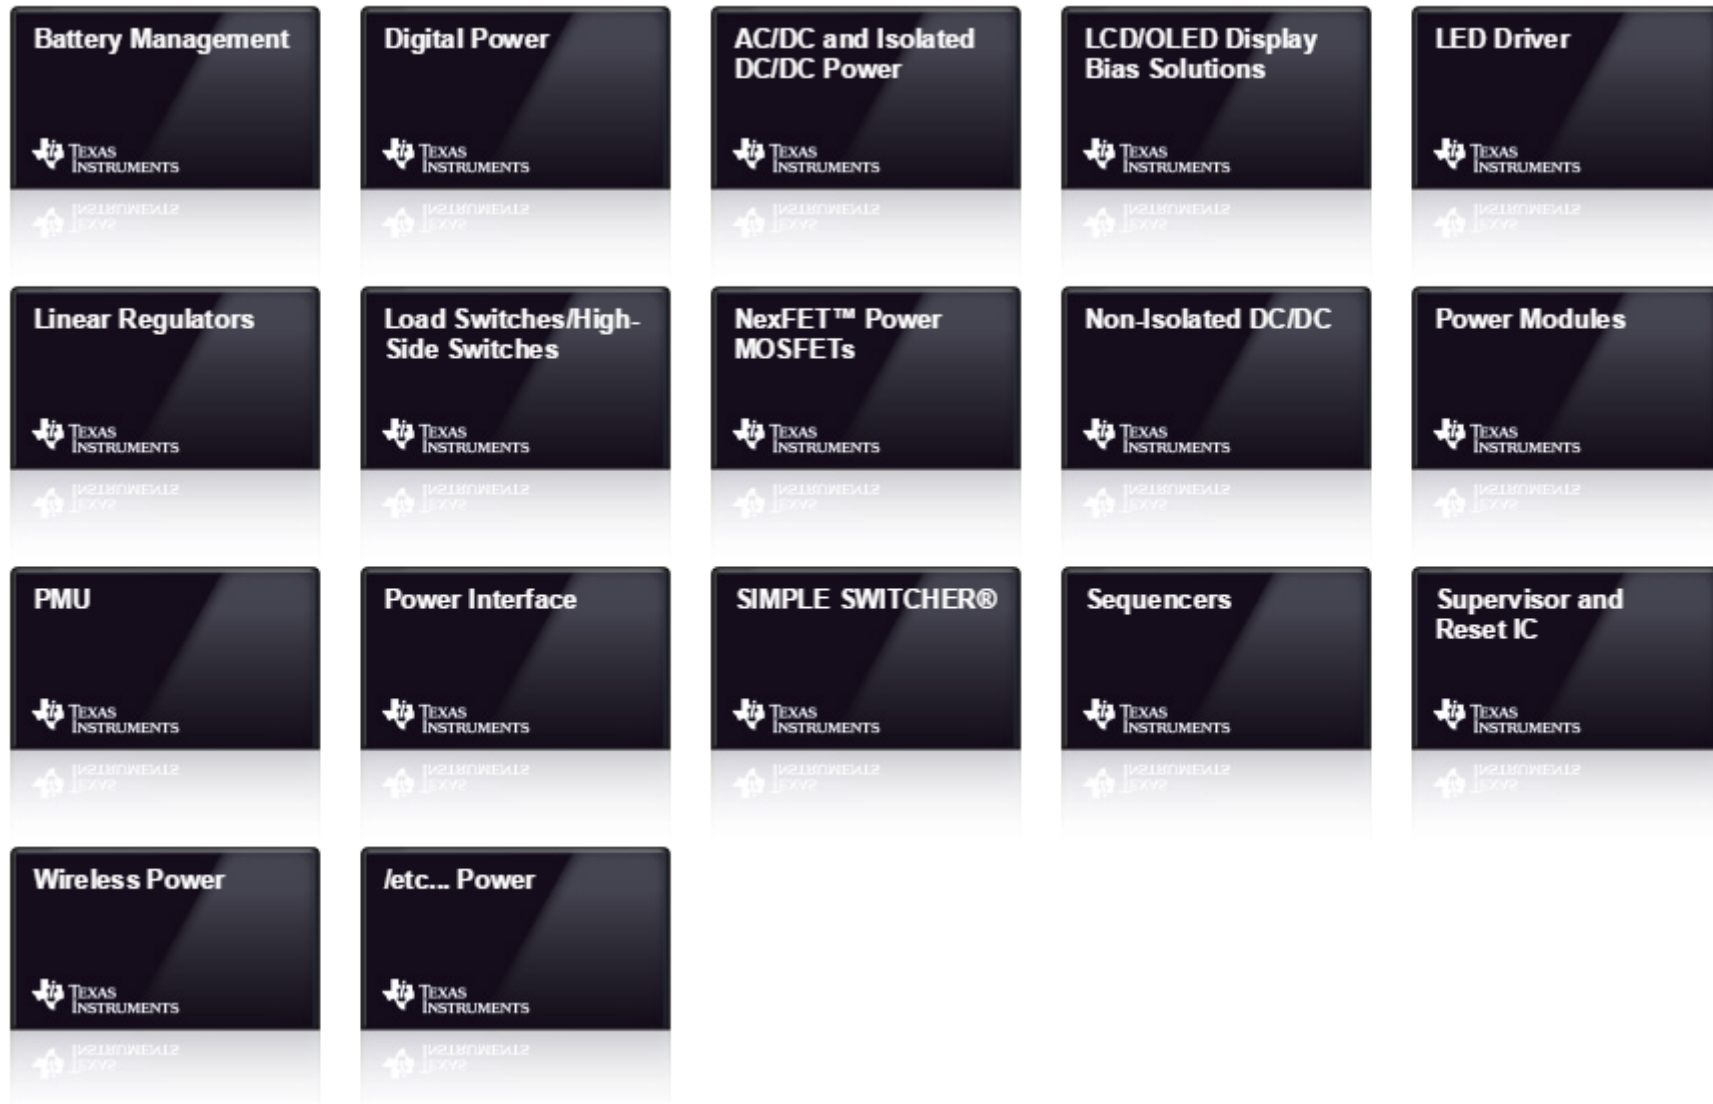 Battery Management
TEXAS
INSTRUMENTS
Digital Power
TEXAS
INSTRUMENTS
AC/DC and Isolated
DC/DC Power
TEXAS
INSTRUMENTS
LCD/OLED Display
Bias Solutions
TEXAS
INSTRUMENTS
LED Driver
TEXAS
INSTRUMENTS
Linear Regulators
TEXAS
INSTRUMENTS
Load Switches/High-
Side Switches
TEXAS
INSTRUMENTS
NexFET™ Power
MOSFETs
TEXAS
INSTRUMENTS
Non-Isolated DC/DC
TEXAS
INSTRUMENTS
Power Modules
TEXAS
INSTRUMENTS
PMU
TEXAS
INSTRUMENTS
Power Interface
TEXAS
INSTRUMENTS
SIMPLE SWITCHER®
TEXAS
INSTRUMENTS
Sequencers
TEXAS
INSTRUMENTS
Supervisor and
Reset IC
TEXAS
INSTRUMENTS
Wireless Power
TEXAS
INSTRUMENTS
/etc... Power
TEXAS
INSTRUMENTS